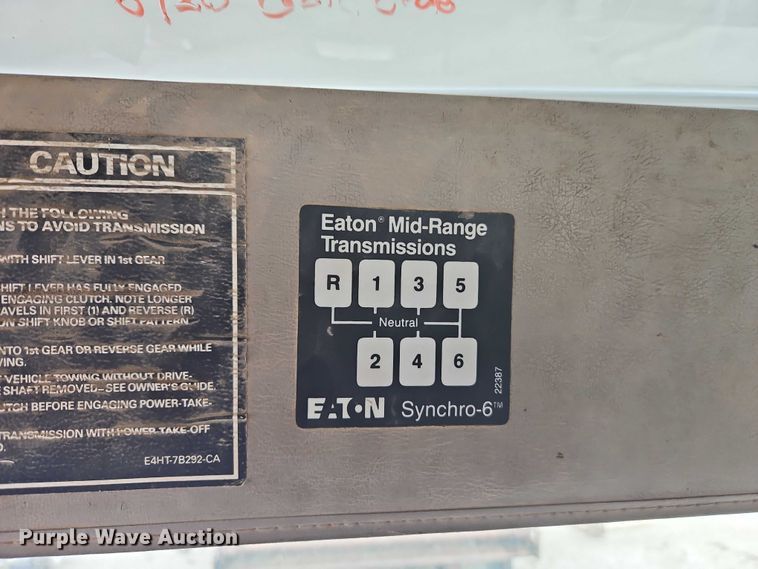 CAUTION
THE FOLLOWING
NS TO AVOID TRANSMISSION
WITH SHIFT LEVER IN 1st GEAR
HIFT LEVER HAS FULLY ENGAGED
ENGAGING CLUTCH. NOTE LONGER
AVELS IN FIRST (1) AND REVERSE (R)
ON SHIFT KNOB OR SHIFT PATTERN
NTO 1st GEAR OR REVERSE GEAR WHILE
VING.
VEHICLE TOWING WITHOUT DRIVE-
E SHAFT REMOVED–SEE OWNER'S GUIDE.
UTCH BEFORE ENGAGING POWER-TAKE-
TRANSMISSION WITH POWER TAKE-OFF
D.
E4HT-7B292-CA
Eaton® Mid-Range
Transmissions
R 1 3 5
Neutral
2 4 6
22387
EATON Synchro-6™
Purple Wave Auction